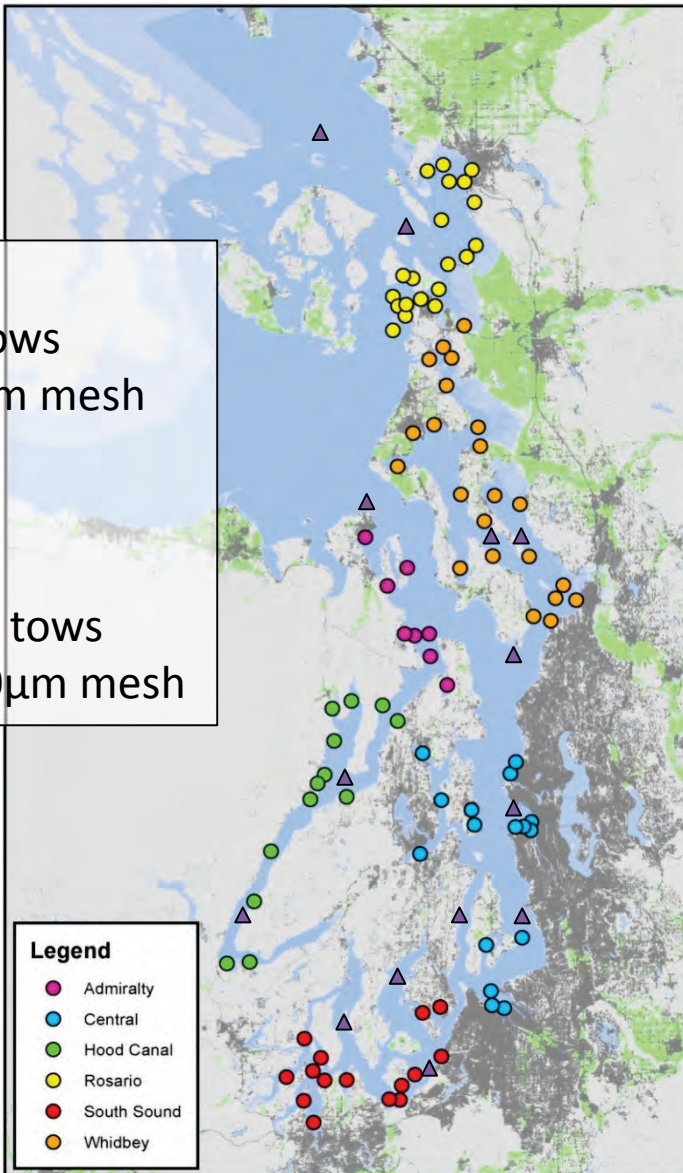 ows
m mesh
tows
µm mesh
Legend
Admiralty
Central
Hood Canal
Rosario
South Sound
Whidbey